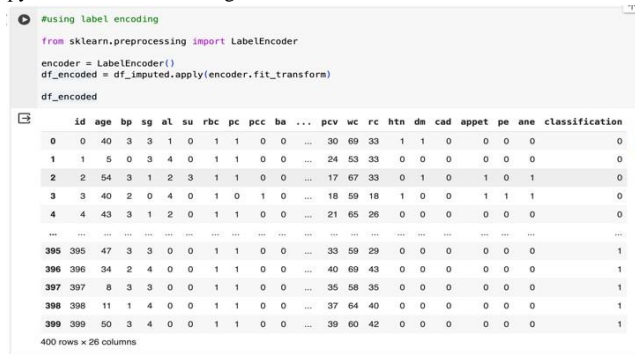 #using label encoding
from sklearn.preprocessing import LabelEncoder
encoder = LabelEncoder()
df_encoded = df_imputed.apply(encoder.fit_transform)
df_encoded
id age bp sg al su rbc pc pcc ba ... pcv wc rc htn dm cad appet pe ane classification
0 0 40 3 3 1 0 1 1 0 0 ... 30 69 33 1 1 0 0 0 0 0
1 1 5 0 3 4 0 1 1 0 0 ... 24 53 33 0 0 0 0 0 0 0
2 2 54 3 1 2 3 1 1 0 0 ... 17 67 33 0 1 0 1 0 1 0
3 3 40 2 0 4 0 1 0 1 0 ... 18 59 18 1 0 0 1 1 1 0
4 4 43 3 1 2 0 1 1 0 0 ... 21 65 26 0 0 0 0 0 0 0
... ... ... ... ... ... ... ... ... ... ... ... ... ... ... ... ... ... ... ... ... ...
395 395 47 3 3 0 0 1 1 0 0 ... 33 59 29 0 0 0 0 0 0 1
396 396 34 2 4 0 0 1 1 0 0 ... 40 69 43 0 0 0 0 0 0 1
397 397 8 3 3 0 0 1 1 0 0 ... 35 58 35 0 0 0 0 0 0 1
398 398 11 1 4 0 0 1 1 0 0 ... 37 64 40 0 0 0 0 0 0 1
399 399 50 3 4 0 0 1 1 0 0 ... 39 60 42 0 0 0 0 0 0 1
400 rows × 26 columns